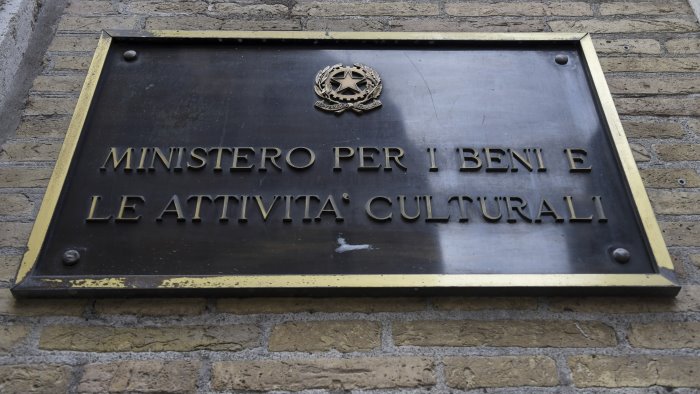 MINISTERO PER I BENI E
LE ATTIVITA' CULTURALI